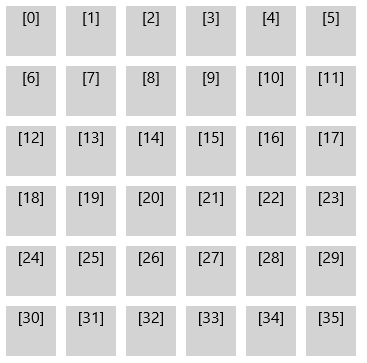 [0] [1] [2] [3] [4] [5]
[6] [7] [8] [9] [10] [11]
[12] [13] [14] [15] [16] [17]
[18] [19] [20] [21] [22] [23]
[24] [25] [26] [27] [28] [29]
[30] [31] [32] [33] [34] [35]